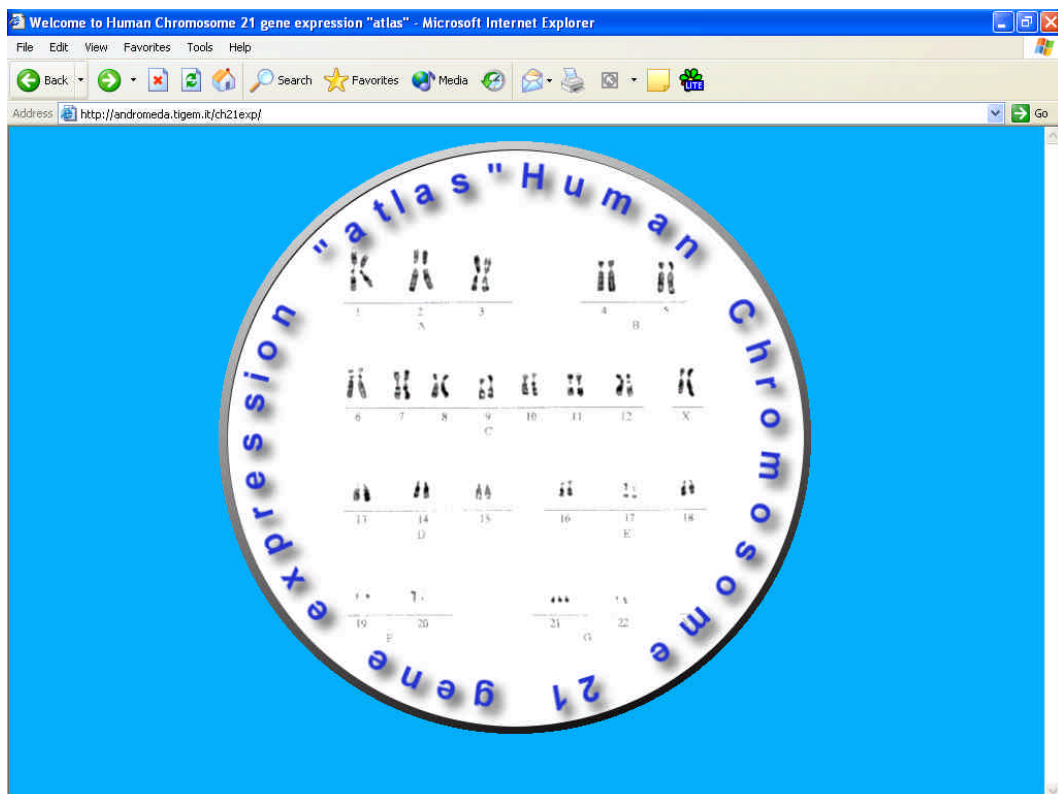 Welcome to Human Chromosome 21 gene expression "atlas" - Microsoft Internet Explorer
File Edit View Favorites Tools Help
Back Search Favorites Media LITE
Address http://andromeda.tigem.it/ch21exp/ Go
Human Chromosome 21 gene expression "atlas"
1 2 3 4 5
A B
6 7 8 9 10 11 12 X
C
13 14 15 16 17 18
D E
19 20 21 22
F G